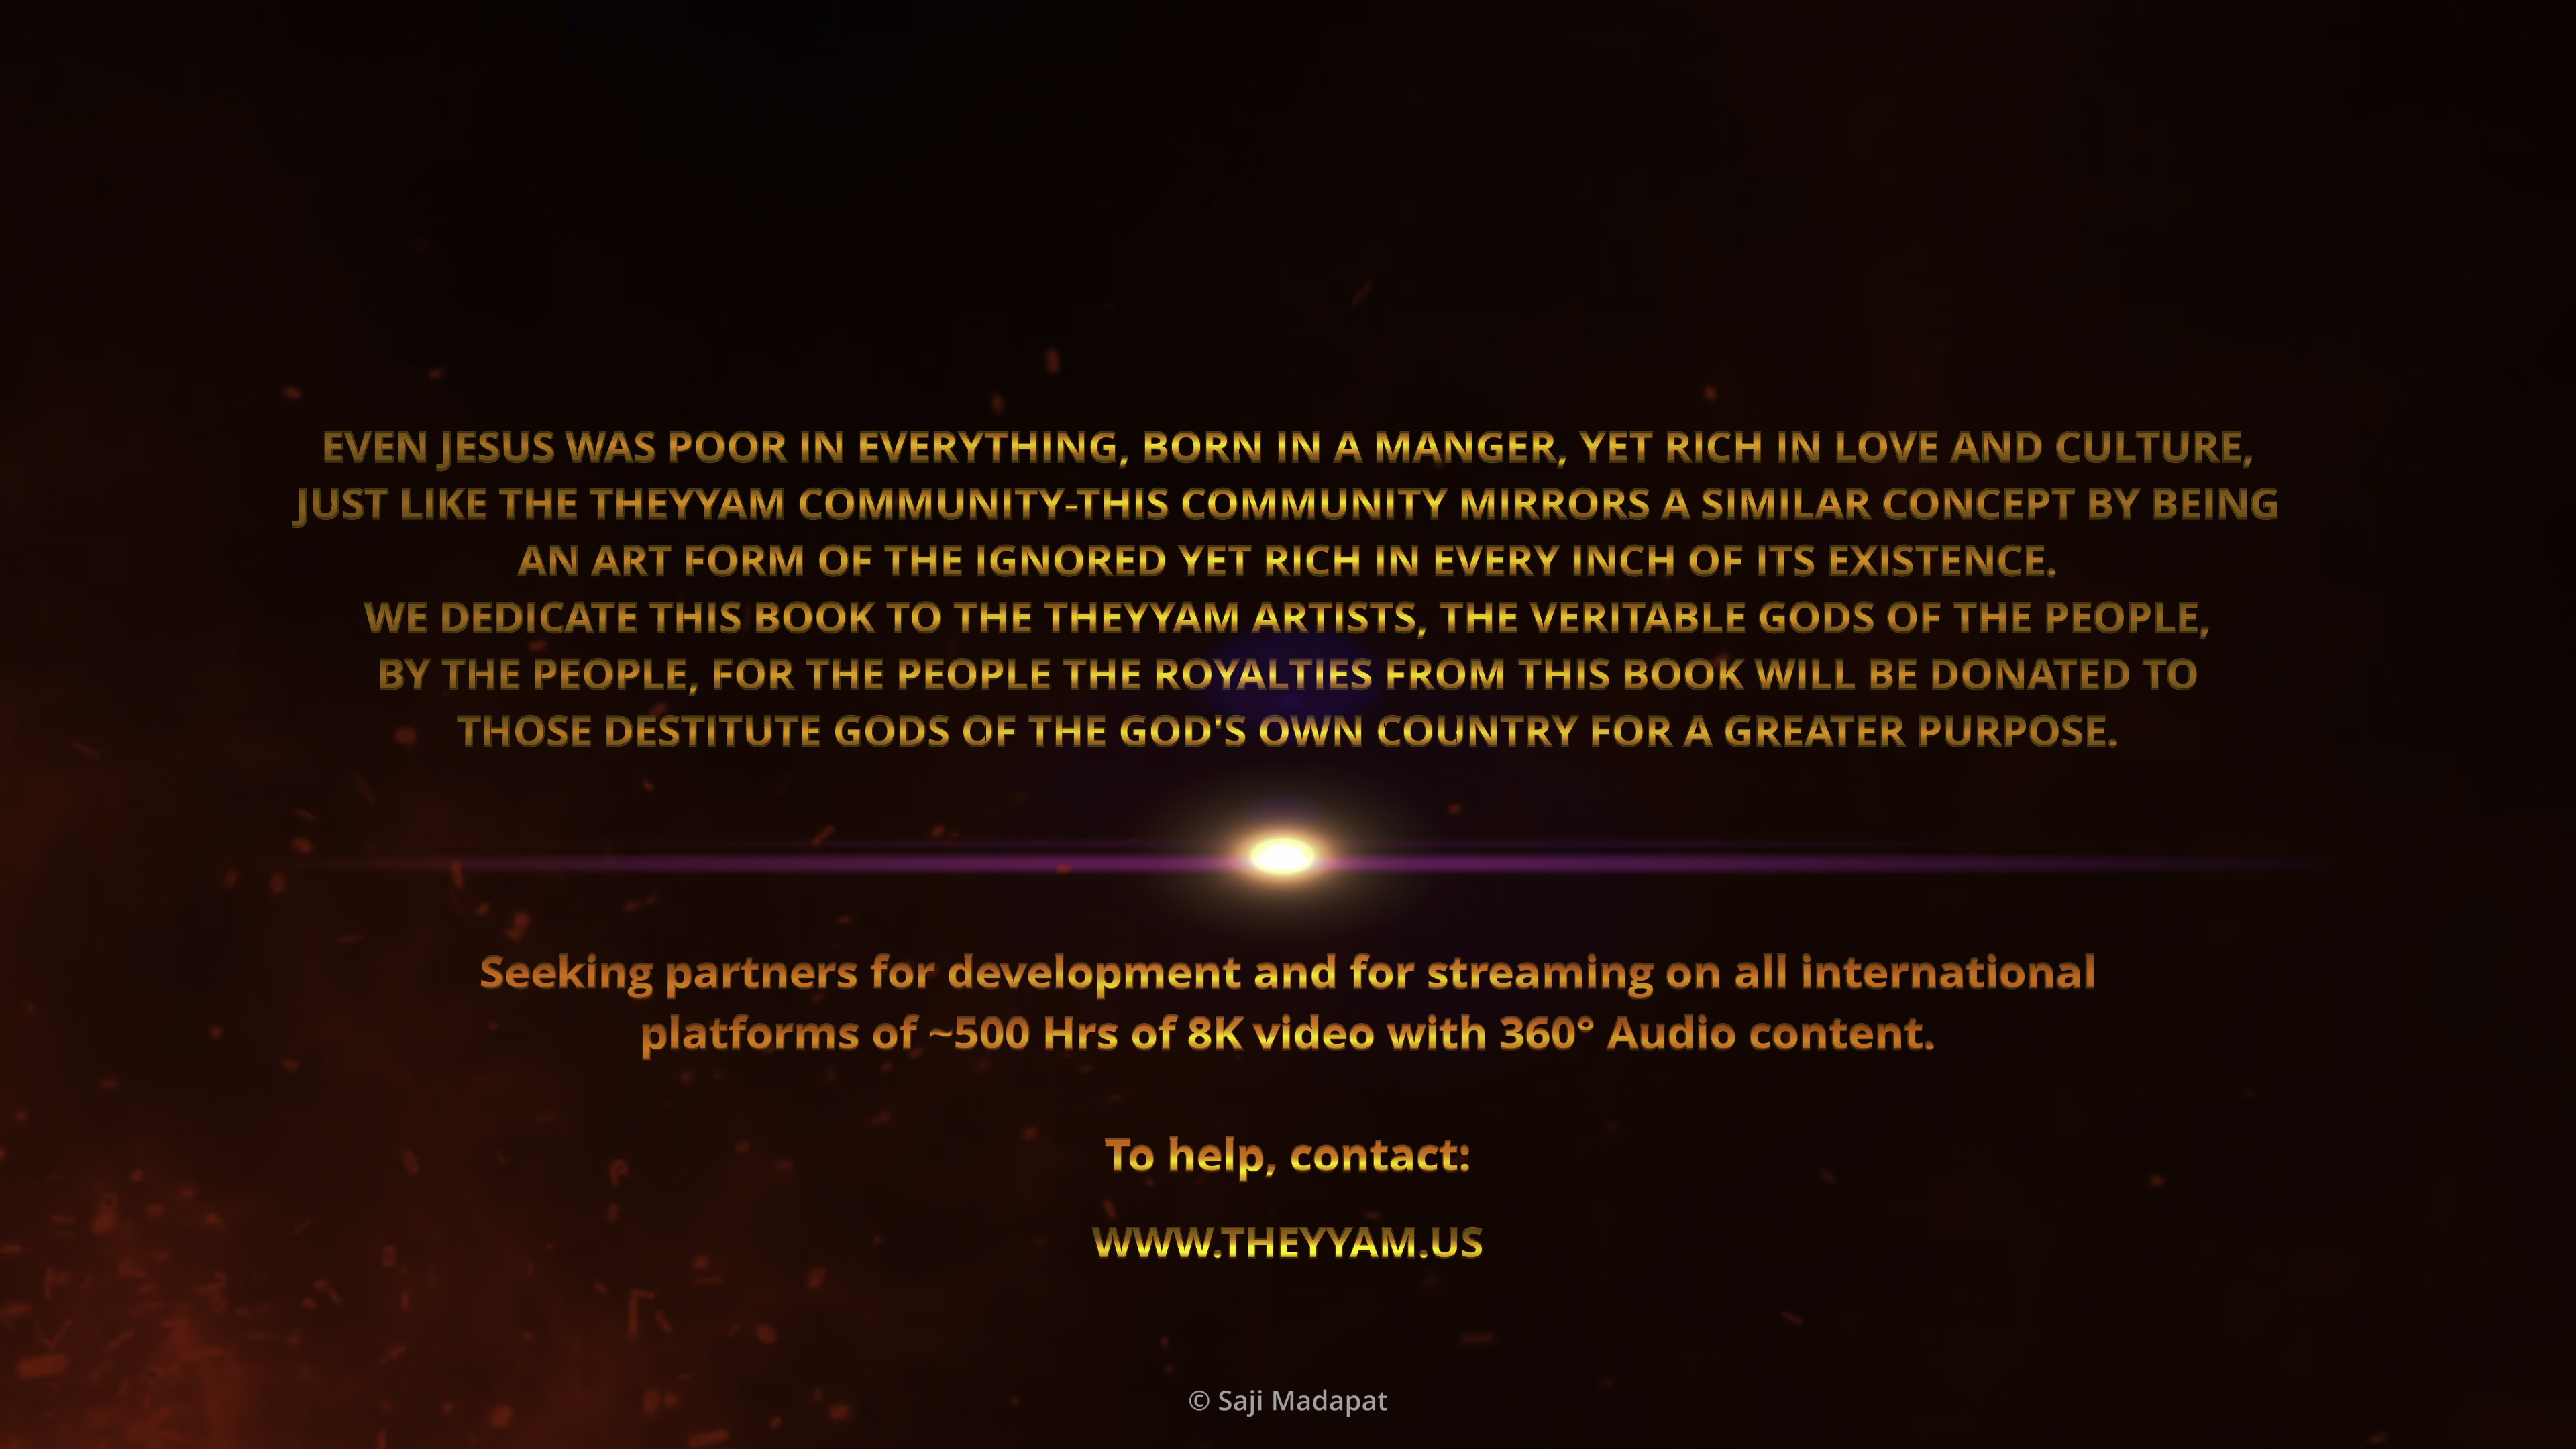 EVEN JESUS WAS POOR IN EVERYTHING, BORN IN A MANGER, YET RICH IN LOVE AND CULTURE,
JUST LIKE THE THEYYAM COMMUNITY-THIS COMMUNITY MIRRORS A SIMILAR CONCEPT BY BEING
AN ART FORM OF THE IGNORED YET RICH IN EVERY INCH OF ITS EXISTENCE.
WE DEDICATE THIS BOOK TO THE THEYYAM ARTISTS, THE VERITABLE GODS OF THE PEOPLE,
BY THE PEOPLE, FOR THE PEOPLE THE ROYALTIES FROM THIS BOOK WILL BE DONATED TO
THOSE DESTITUTE GODS OF THE GOD'S OWN COUNTRY FOR A GREATER PURPOSE.
Seeking partners for development and for streaming on all international
platforms of ~500 Hrs of 8K video with 360° Audio content.
To help, contact:
WWW.THEYYAM.US
© Saji Madapat